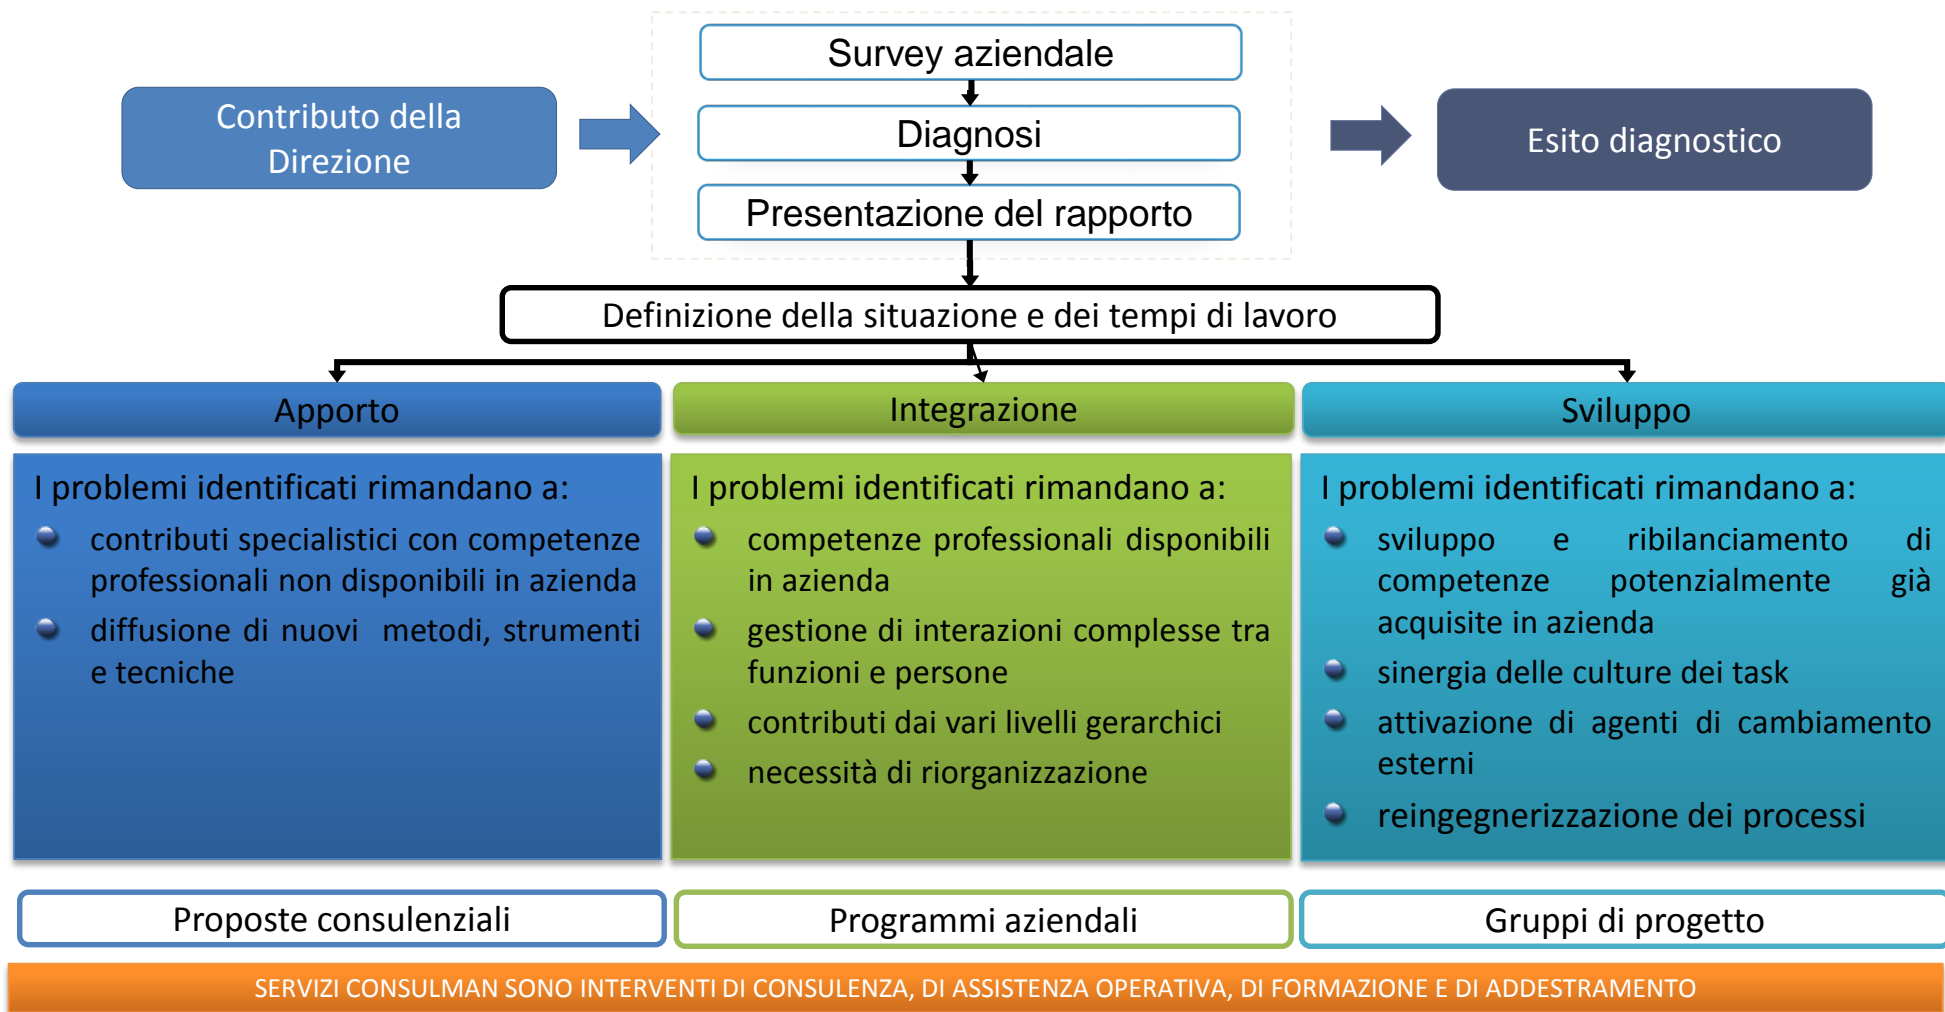 Survey aziendale
Contributo della
Direzione
Diagnosi
Esito diagnostico
Presentazione del rapporto
Definizione della situazione e dei tempi di lavoro
Apporto
I problemi identificati rimandano a:
contributi specialistici con competenze
professionali non disponibili in azienda
diffusione di nuovi metodi, strumenti
e tecniche
Proposte consulenziali
Integrazione
I problemi identificati rimandano a:
competenze professionali disponibili
in azienda
gestione di interazioni complesse tra
funzioni e persone
contributi dai vari livelli gerarchici
necessità di riorganizzazione
Programmi aziendali
Sviluppo
I problemi identificati rimandano a:
sviluppo e ribilanciamento di
competenze potenzialmente già
acquisite in azienda
sinergia delle culture dei task
attivazione di agenti di cambiamento
esterni
reingegnerizzazione dei processi
Gruppi di progetto
SERVIZI CONSULMAN SONO INTERVENTI DI CONSULENZA, DI ASSISTENZA OPERATIVA, DI FORMAZIONE E DI ADDESTRAMENTO